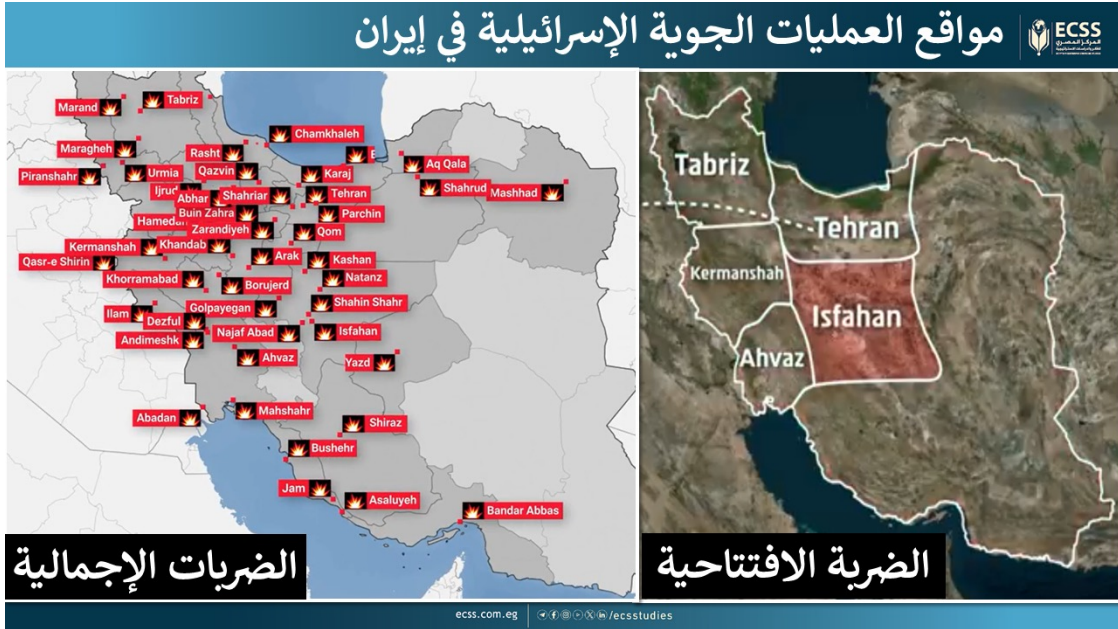 مواقع العمليات الجوية الإسرائيلية في إيران
ECSS
المركز المصري
Marand
Tabriz
Chamkhaleh
Maragheh
Rasht
Aq Qala
Piranshahr
Urmia
Qazvin
Karaj
Ijrud
Abhar
Shahriar
Tehran
Shahrud
Mashhad
Buin Zahra
Parchin
Hamedan
Zarandiyeh
Qom
Kermanshah
Khandab
Arak
Kashan
Qasr-e Shirin
Khorramabad
Borujerd
Natanz
Ilam
Golpayegan
Shahin Shahr
Dezful
Najaf Abad
Isfahan
Andimeshk
Ahvaz
Yazd
Abadan
Mahshahr
Shiraz
Bushehr
Jam
Asaluyeh
Bandar Abbas
الضربات الإجمالية
Tabriz
Tehran
Kermanshah
Isfahan
Ahvaz
الضربة الافتتاحية
ecss.com.eg
/ecsstudies